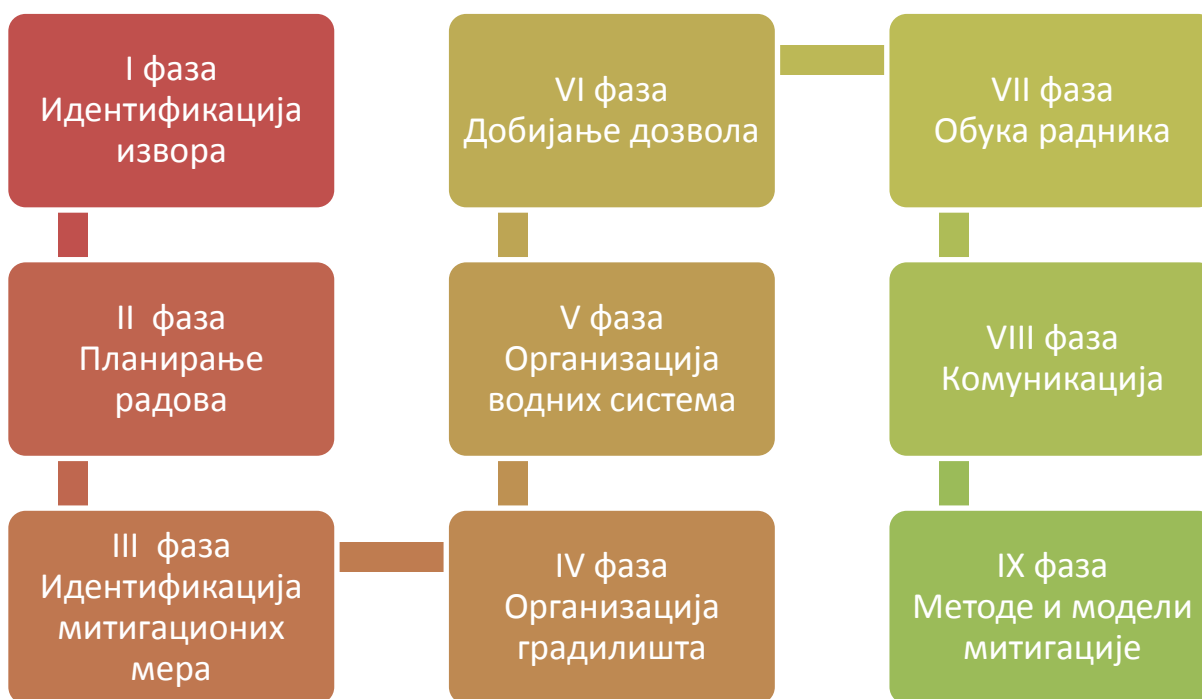 I фаза
Идентификација
извора
II фаза
Планирање
радова
III фаза
Идентификација
митигационих
мера
IV фаза
Организација
градилишта
V фаза
Организација
водних система
VI фаза
Добијање дозвола
VII фаза
Обука радника
VIII фаза
Комуникација
IX фаза
Методе и модели
митигације